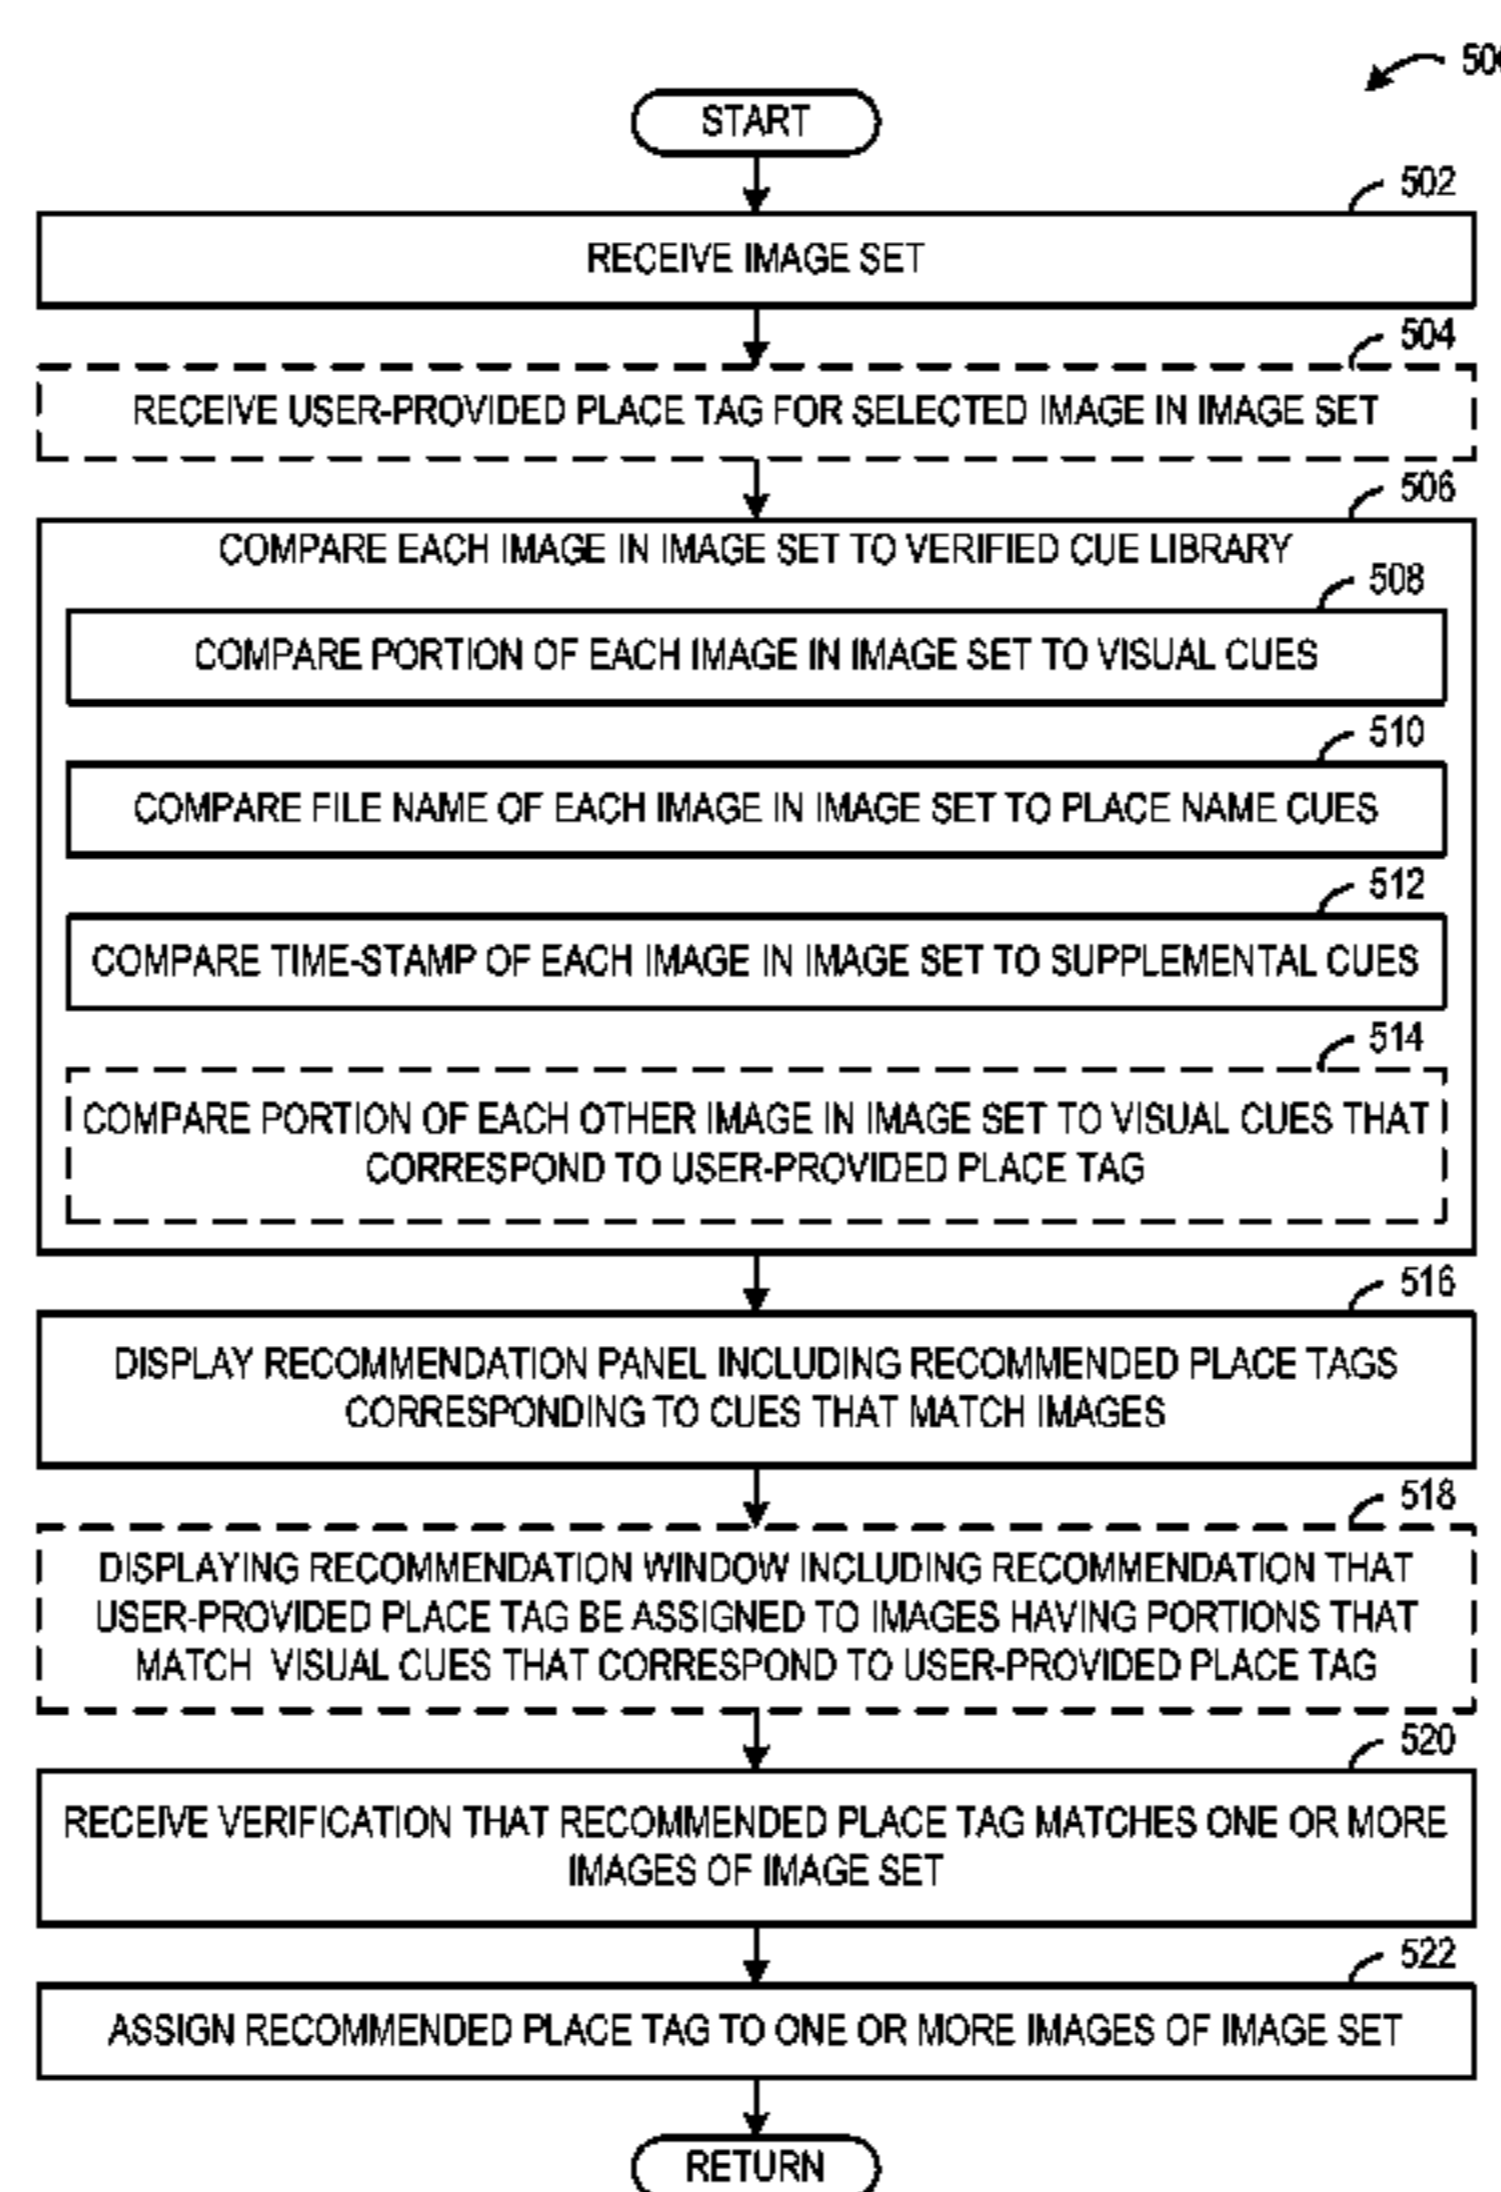 500
START
502
RECEIVE IMAGE SET
504
RECEIVE USER-PROVIDED PLACE TAG FOR SELECTED IMAGE IN IMAGE SET
506
COMPARE EACH IMAGE IN IMAGE SET TO VERIFIED CUE LIBRARY
508
COMPARE PORTION OF EACH IMAGE IN IMAGE SET TO VISUAL CUES
510
COMPARE FILE NAME OF EACH IMAGE IN IMAGE SET TO PLACE NAME CUES
512
COMPARE TIME-STAMP OF EACH IMAGE IN IMAGE SET TO SUPPLEMENTAL CUES
514
COMPARE PORTION OF EACH OTHER IMAGE IN IMAGE SET TO VISUAL CUES THAT
CORRESPOND TO USER-PROVIDED PLACE TAG
516
DISPLAY RECOMMENDATION PANEL INCLUDING RECOMMENDED PLACE TAGS
CORRESPONDING TO CUES THAT MATCH IMAGES
518
DISPLAYING RECOMMENDATION WINDOW INCLUDING RECOMMENDATION THAT
USER-PROVIDED PLACE TAG BE ASSIGNED TO IMAGES HAVING PORTIONS THAT
MATCH VISUAL CUES THAT CORRESPOND TO USER-PROVIDED PLACE TAG
520
RECEIVE VERIFICATION THAT RECOMMENDED PLACE TAG MATCHES ONE OR MORE
IMAGES OF IMAGE SET
522
ASSIGN RECOMMENDED PLACE TAG TO ONE OR MORE IMAGES OF IMAGE SET
RETURN